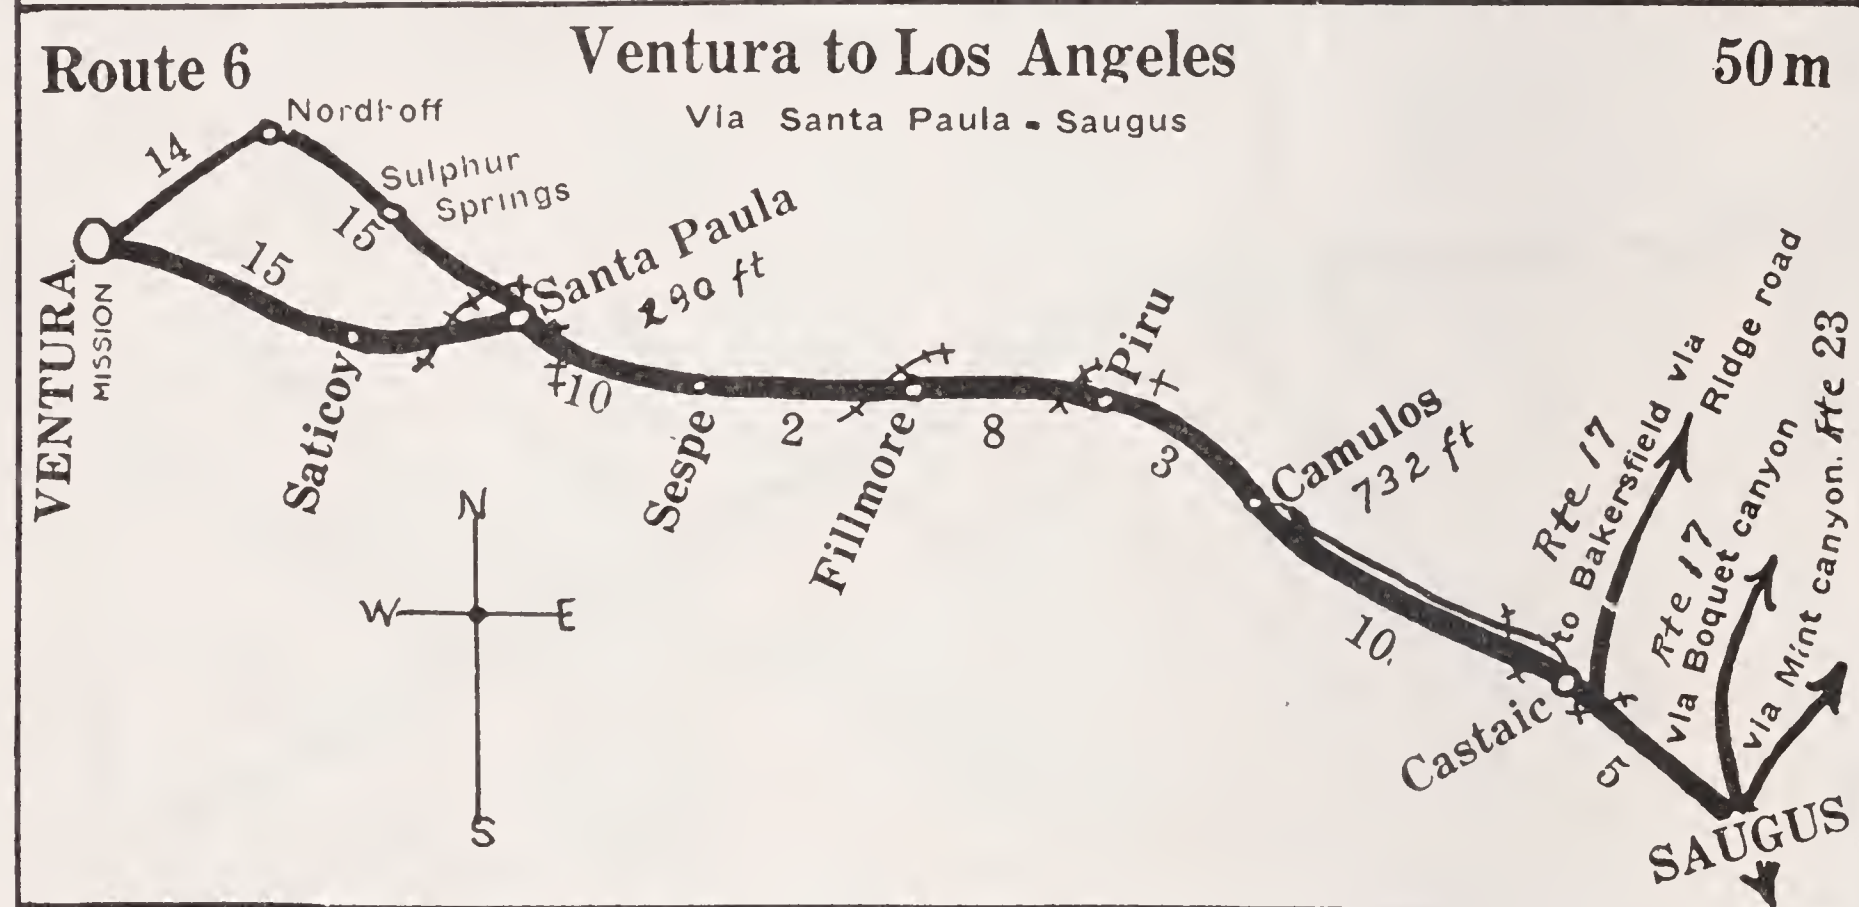 Route 6
Ventura to Los Angeles
50 m
Via Santa Paula - Saugus
Nordhoff
14
Sulphur
Springs
15
15
Santa Paula
290 ft
VENTURA
MISSION
Saticoy
10
Sespe
2
Fillmore
8
Piru
3
Camulos
732 ft
10
Castaic
5
Rte 17
to Bakersfield via
Ridge road
Rte 17
via Boquet canyon
via Mint canyon. Rte 23
SAUGUS
N
W
E
S